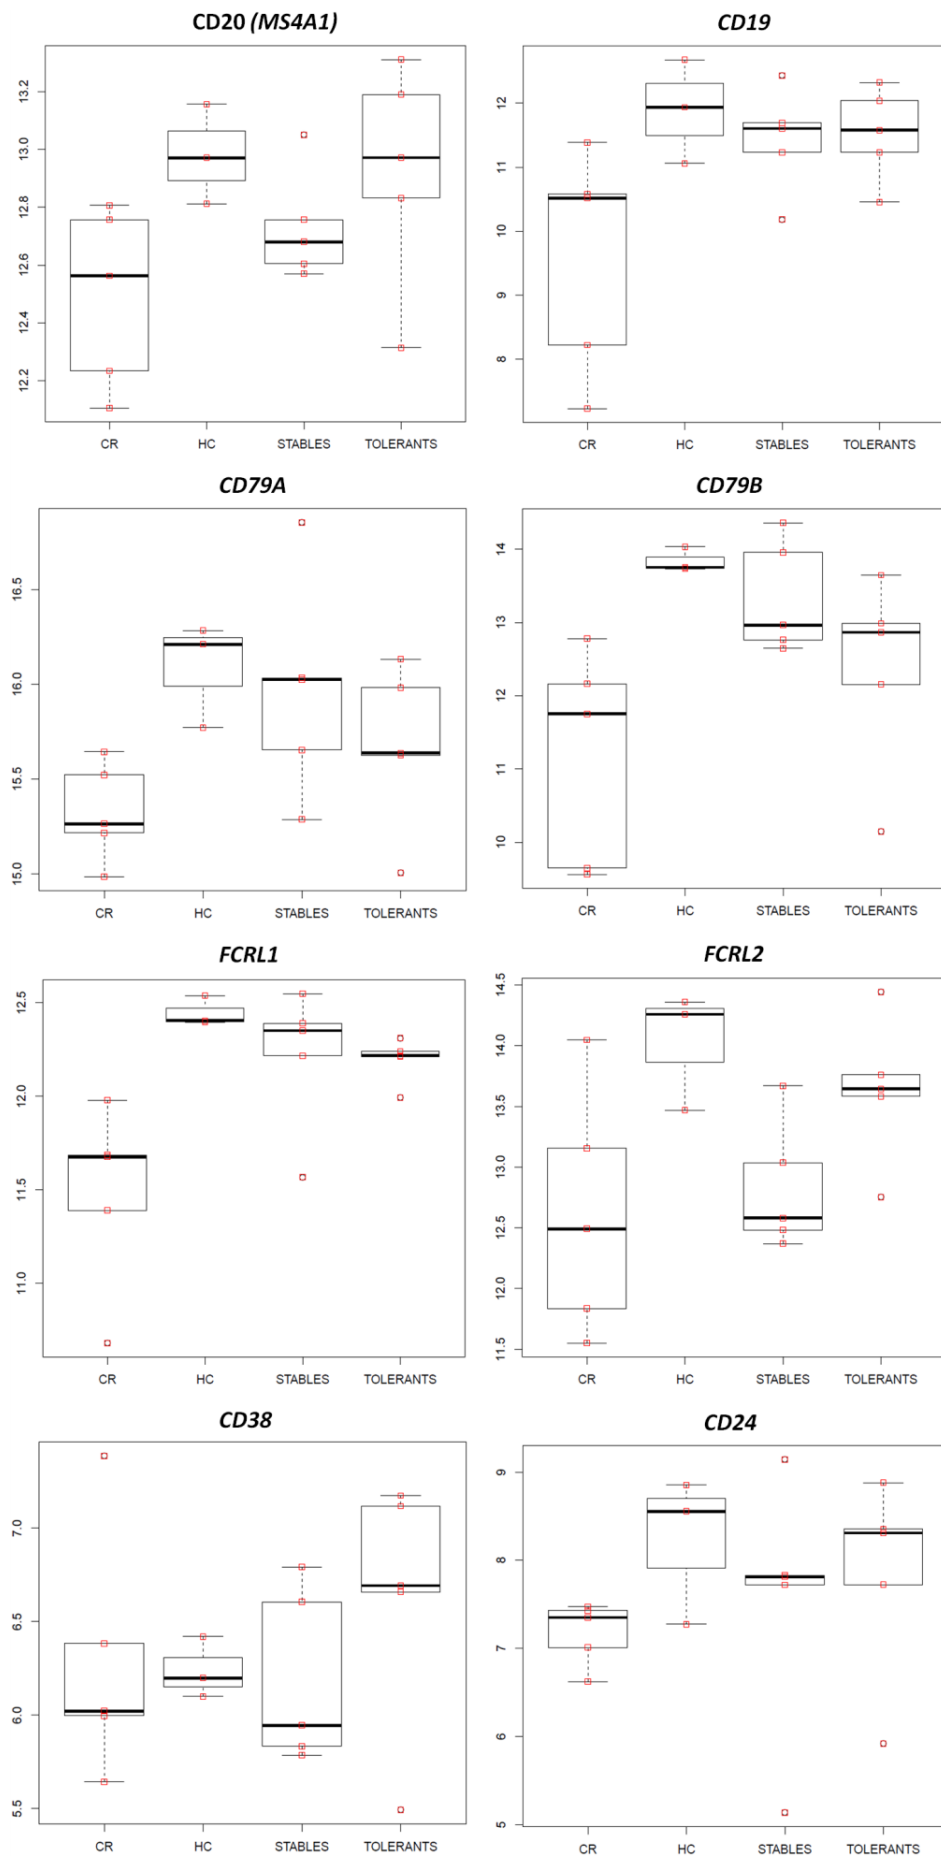 CD20 (MS4A1)
13.2
13.0
12.8
12.6
12.4
12.2
CR HC STABLES TOLERANTS
CD19
12
11
10
9
8
CR HC STABLES TOLERANTS
CD79A
16.5
16.0
15.5
15.0
CR HC STABLES TOLERANTS
CD79B
14
13
12
11
10
CR HC STABLES TOLERANTS
FCRL1
12.5
12.0
11.5
11.0
CR HC STABLES TOLERANTS
FCRL2
14.5
14.0
13.5
13.0
12.5
12.0
11.5
CR HC STABLES TOLERANTS
CD38
7.0
6.5
6.0
5.5
CR HC STABLES TOLERANTS
CD24
9
8
7
6
5
CR HC STABLES TOLERANTS